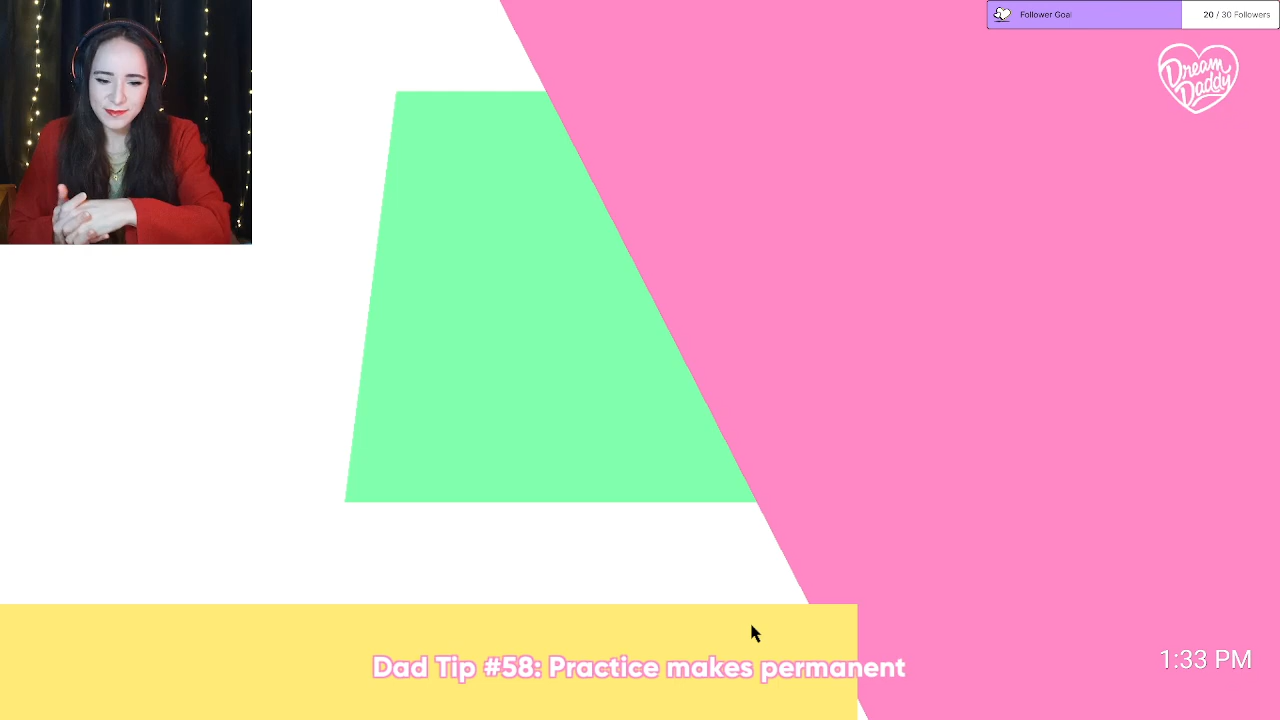 Follower Goal
20 / 30 Followers
Dream
Daddy
Dad Tip #58: Practice makes permanent
1:33 PM